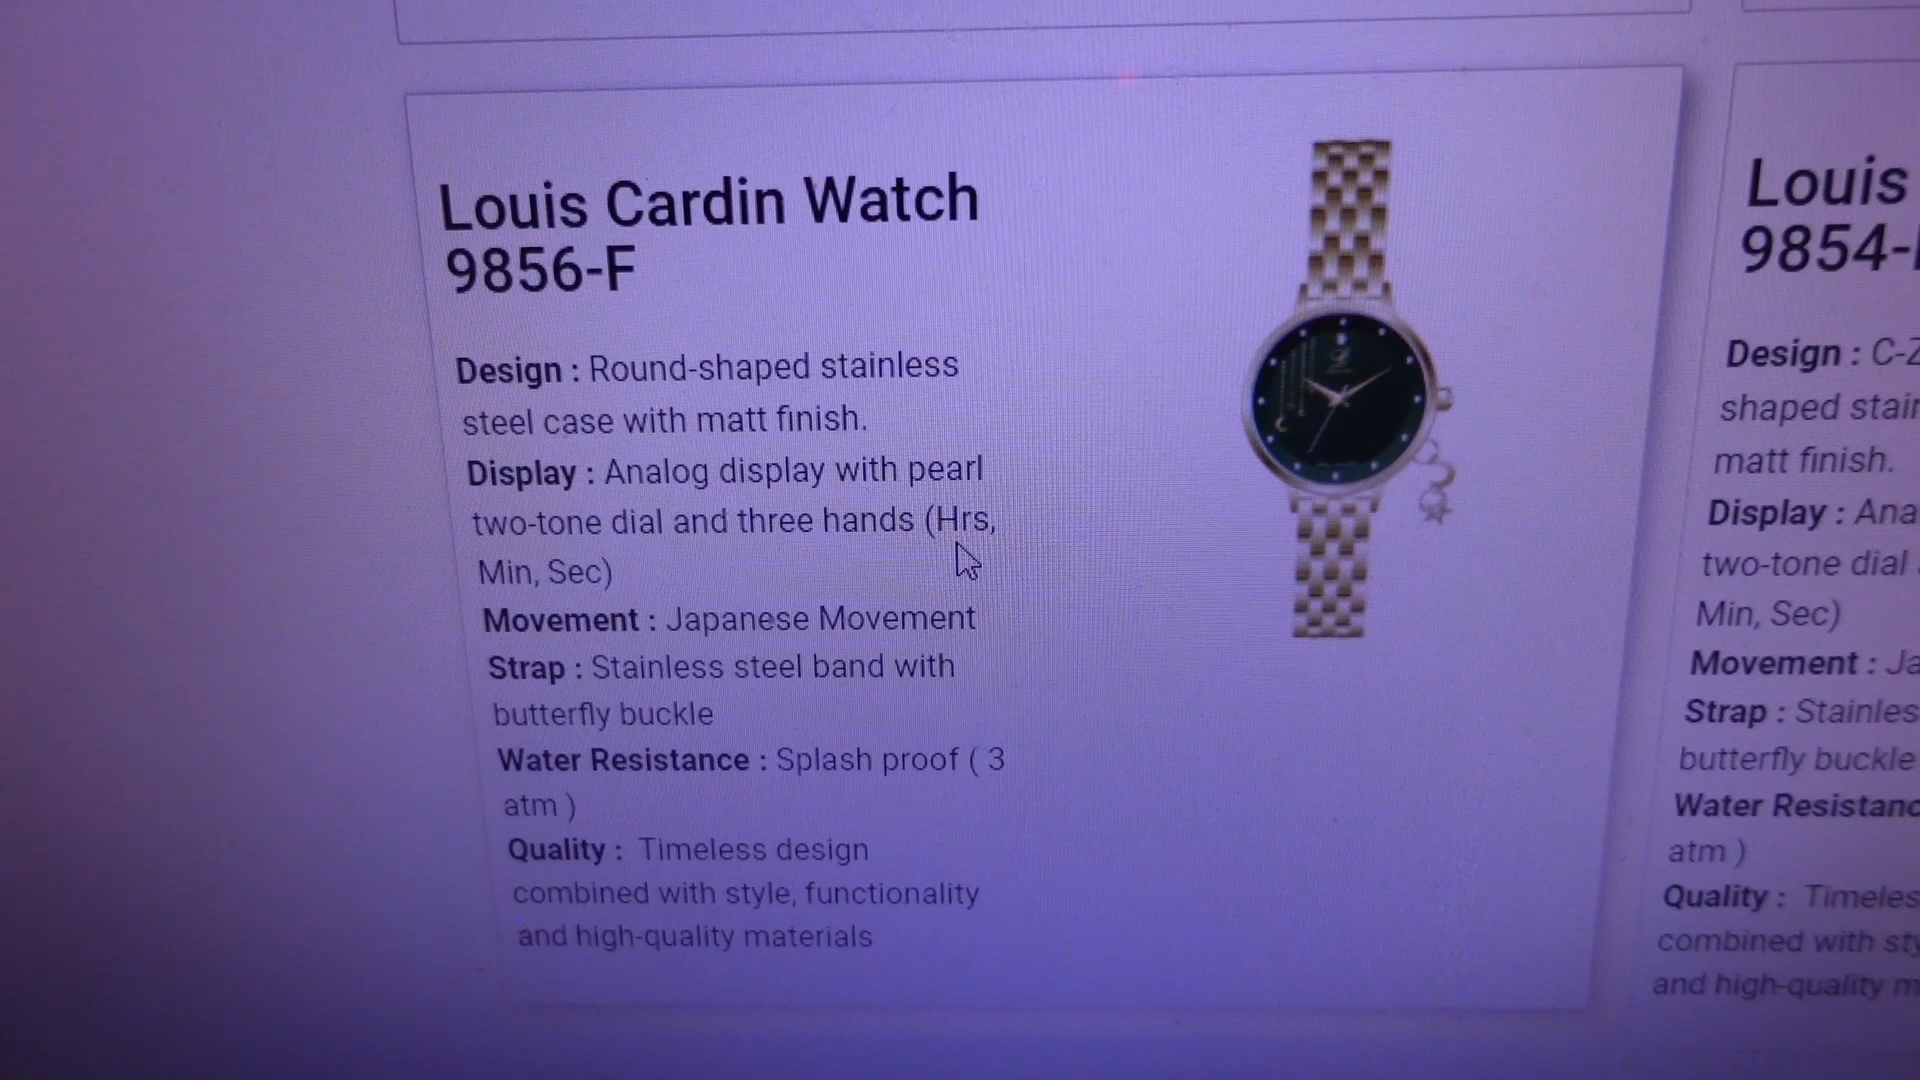 Louis Cardin Watch
9856-F
Design : Round-shaped stainless
steel case with matt finish.
Display : Analog display with pearl
two-tone dial and three hands (Hrs,
Min, Sec)
Movement : Japanese Movement
Strap : Stainless steel band with
butterfly buckle
Water Resistance : Splash proof ( 3
atm )
Quality : Timeless design
combined with style, functionality
and high-quality materials
Louis
9854-
Design : C-Z
shaped
matt finish.
Display :
two-tone dial
Min, Sec)
Movement :
Strap :
butterfly buckle
Water
atm )
Quality :
combined with
and high-quality